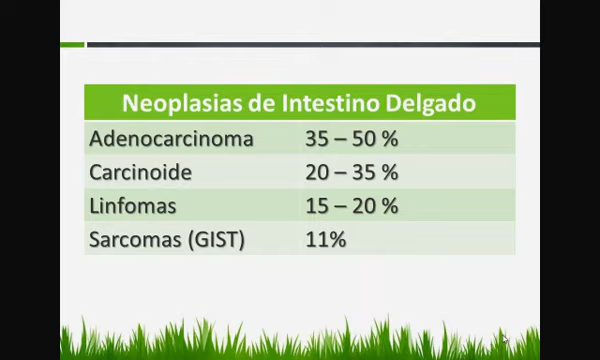 Neoplasias de Intestino Delgado
Adenocarcinoma 35 – 50 %
Carcinoide 20 – 35 %
Linfomas 15 – 20 %
Sarcomas (GIST) 11%